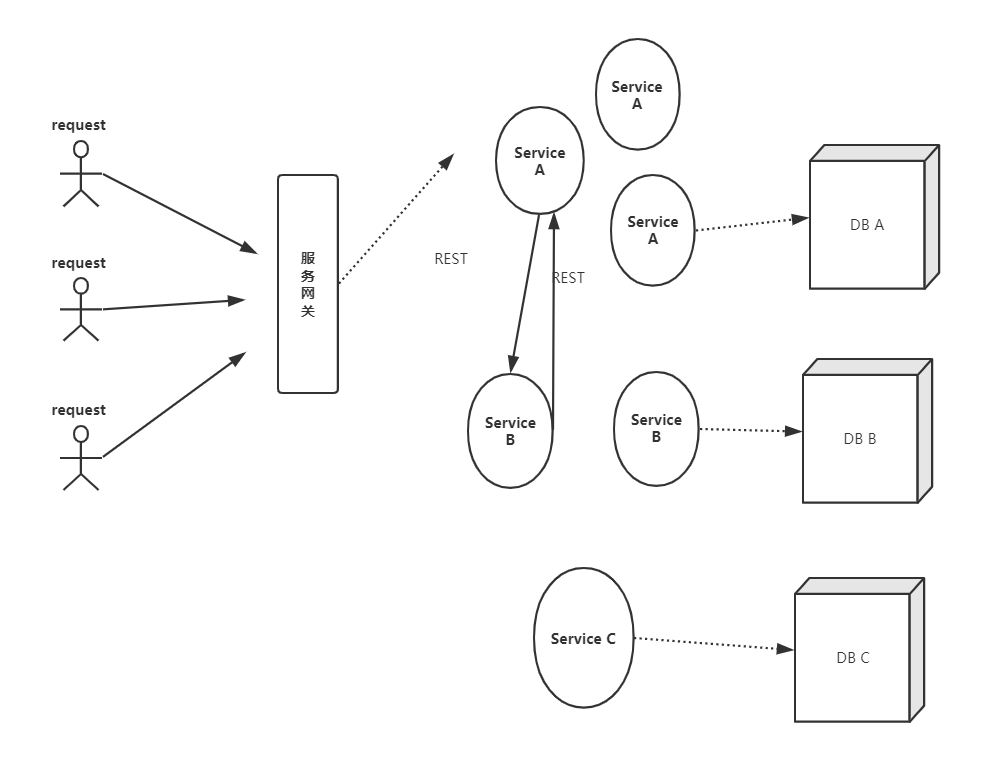 request
request
request
服
务
网
关
REST
REST
Service
A
Service
A
Service
A
Service
B
Service
B
Service C
DB A
DB B
DB C